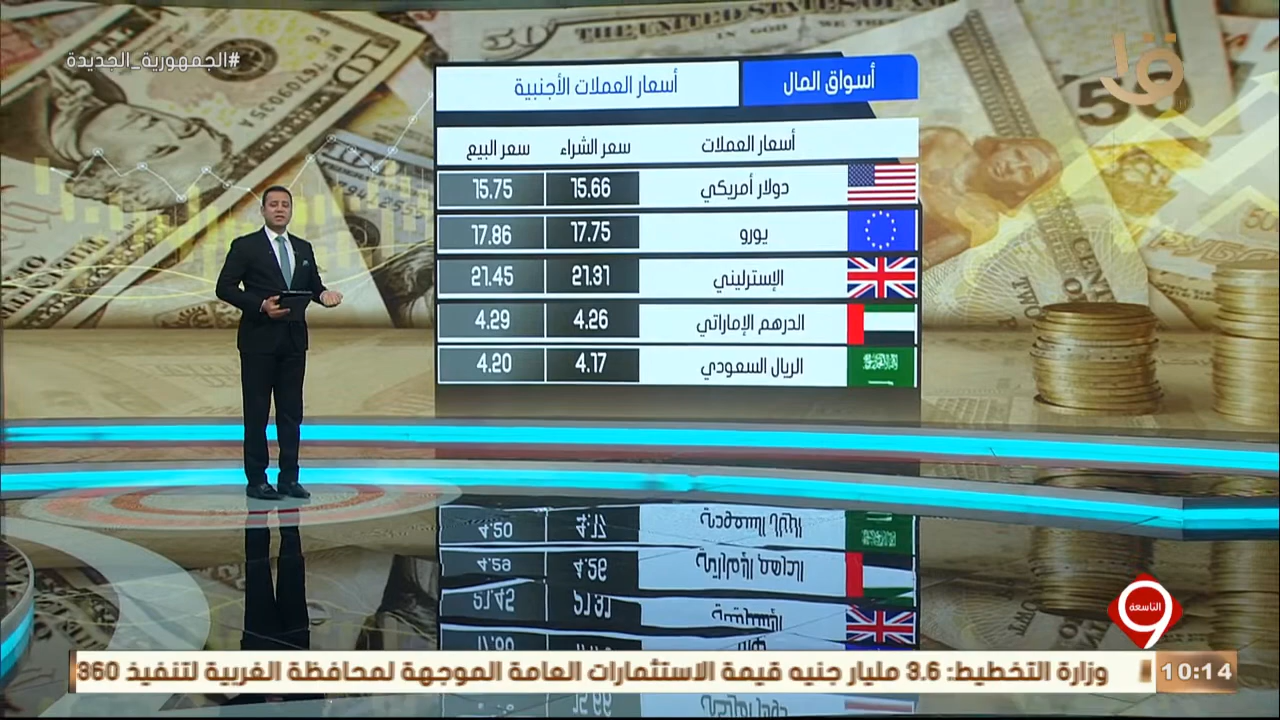 #الجمهورية_الجديدة
أسواق المال
أسعار العملات الأجنبية
أسعار العملات سعر الشراء سعر البيع
دولار أمريكي 15.66 15.75
يورو 17.75 17.86
الإسترليني 21.31 21.45
الدرهم الإماراتي 4.26 4.29
الريال السعودي 4.17 4.20
التاسعة
9
10:14
وزارة التخطيط: 3.6 مليار جنيه قيمة الاستثمارات العامة الموجهة لمحافظة الغربية لتنفيذ 360